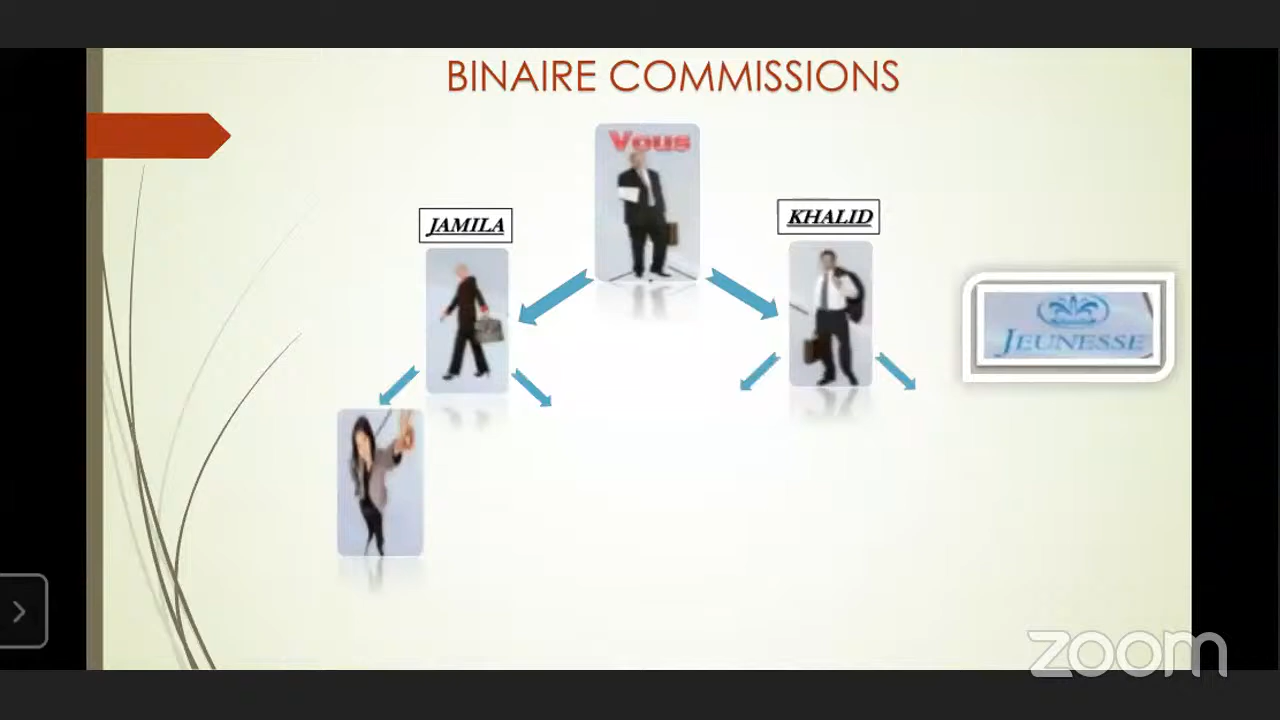 BINAIRE COMMISSIONS
Vous
JAMILA
KHALID
JEUNESSE
zoom